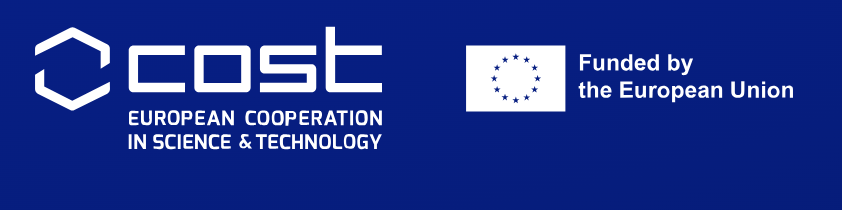 cost
EUROPEAN COOPERATION
IN SCIENCE & TECHNOLOGY
Funded by
the European Union